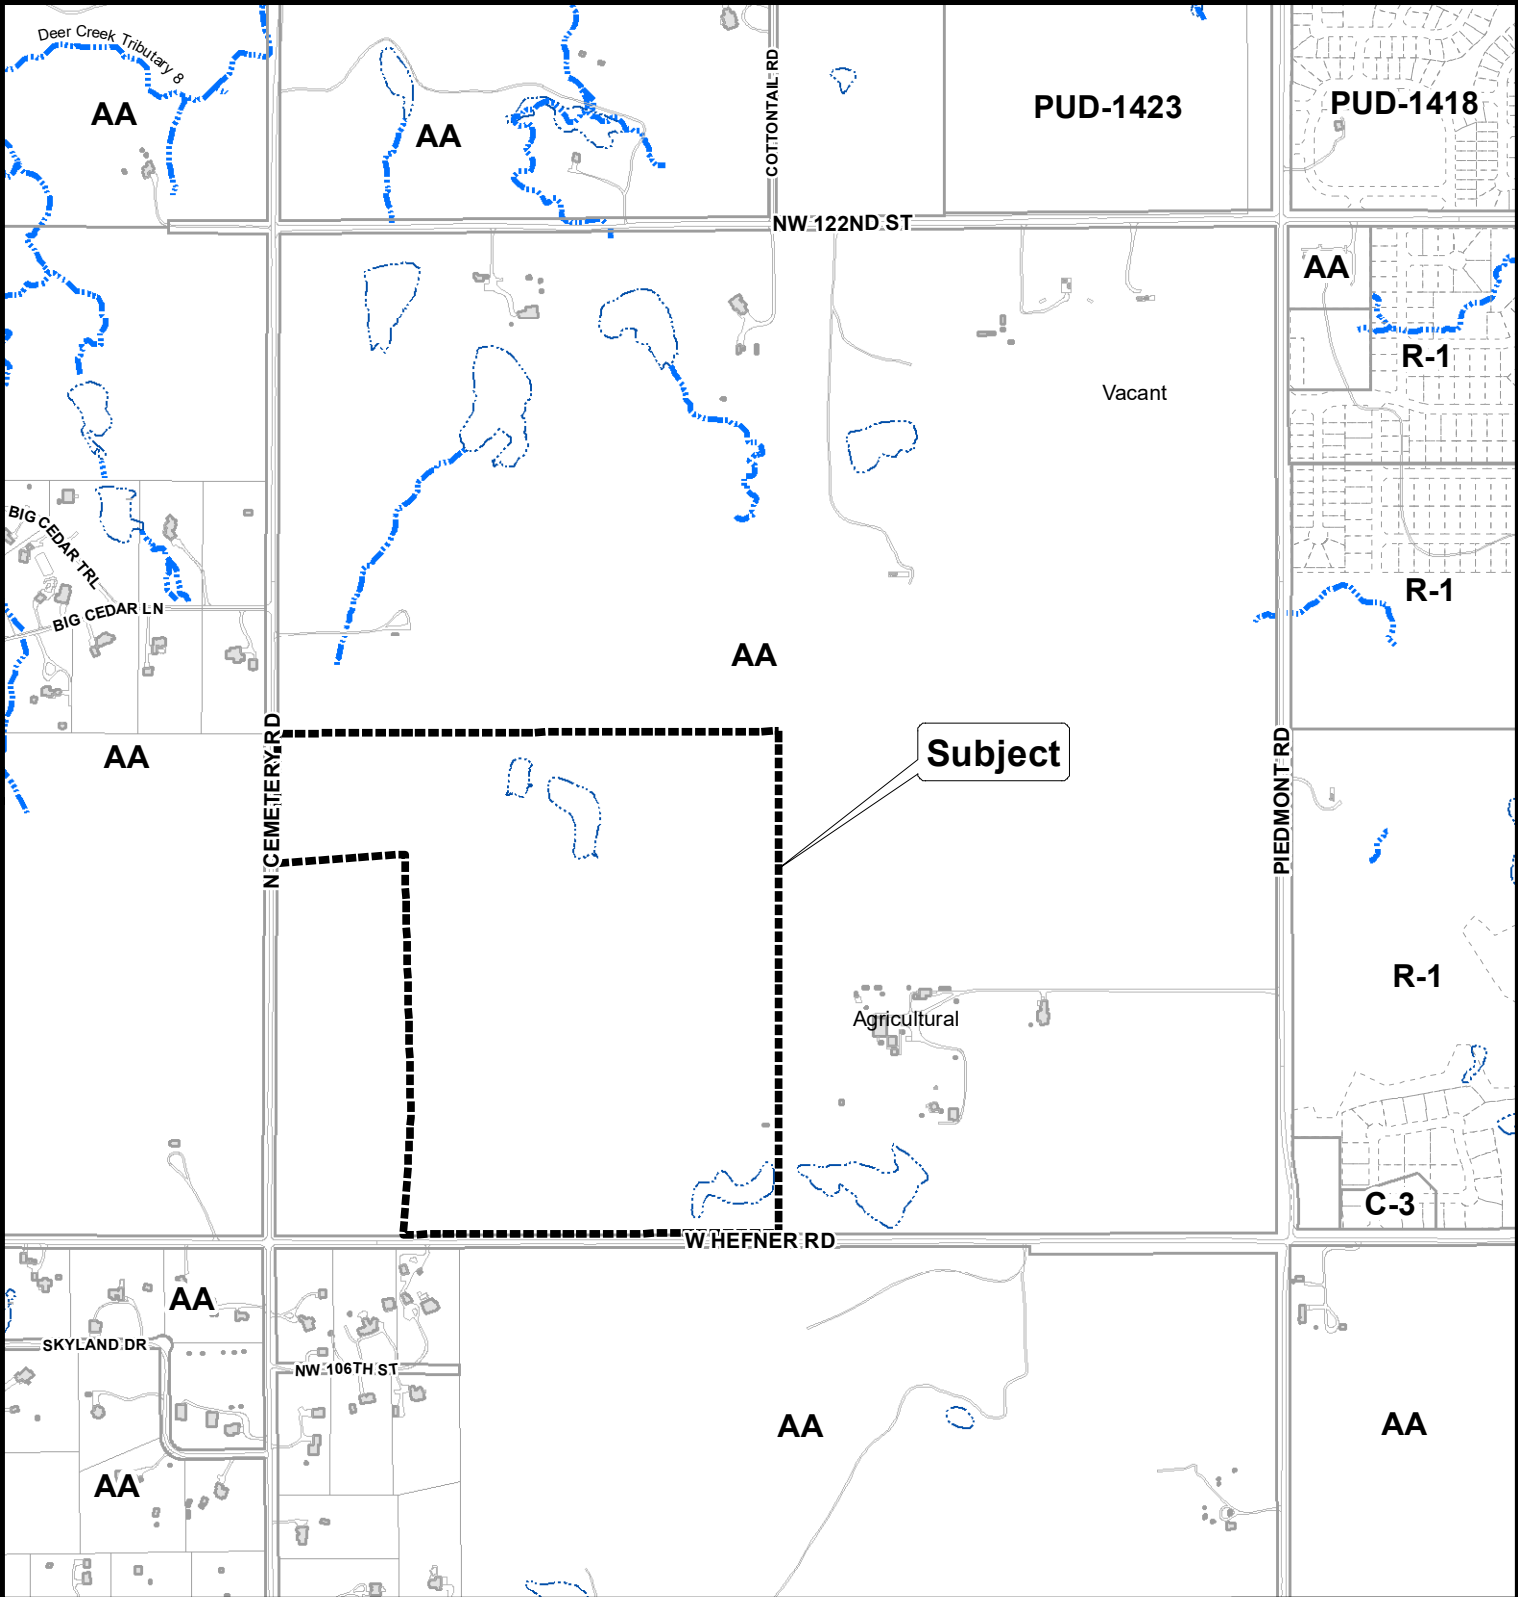 Deer Creek Tributary 8
AA
AA
COTTONTAIL RD
PUD-1423
PUD-1418
NW 122ND ST
AA
R-1
Vacant
BIG CEDAR TRL
BIG CEDAR LN
R-1
AA
AA
N CEMETERY RD
Subject
PIEDMONT RD
R-1
Agricultural
C-3
W HEFNER RD
AA
SKYLAND DR
NW 106TH ST
AA
AA
AA